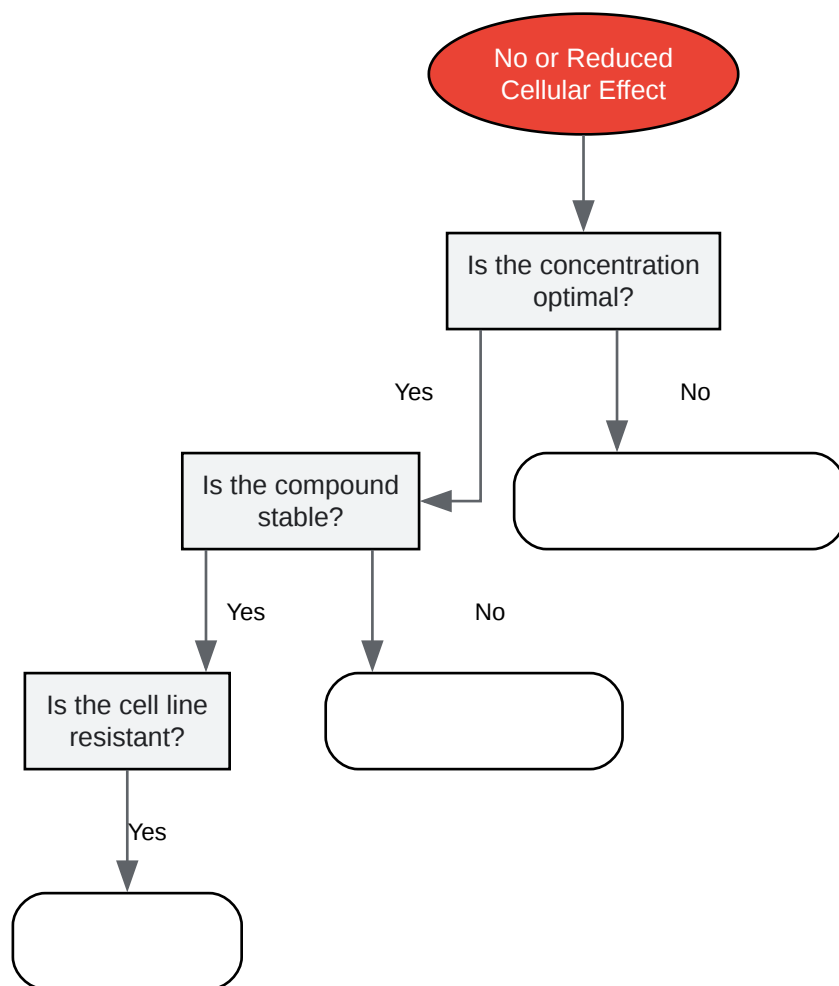 No or Reduced
Cellular Effect
Is the concentration
optimal?
Yes
No
Is the compound
stable?
Yes
No
Is the cell line
resistant?
Yes